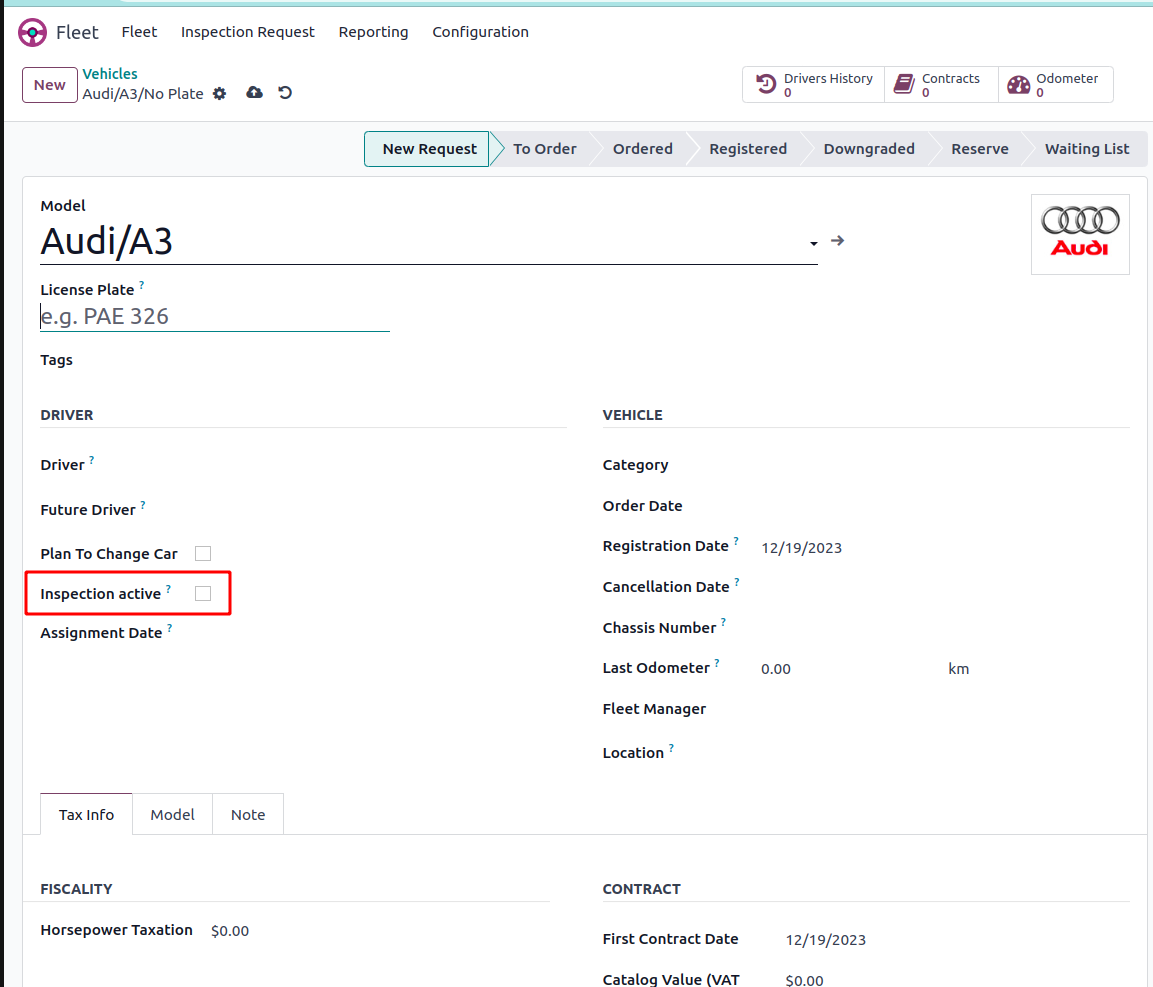 Fleet Fleet Inspection Request Reporting Configuration
New
Vehicles
Audi/A3/No Plate
Drivers History
0
Contracts
0
Odometer
0
New Request To Order Ordered Registered Downgraded Reserve Waiting List
Model
Audi/A3
Audi
License Plate ?
e.g. PAE 326
Tags
DRIVER
Driver ?
Future Driver ?
Plan To Change Car
Inspection active ?
Assignment Date ?
VEHICLE
Category
Order Date
Registration Date ? 12/19/2023
Cancellation Date ?
Chassis Number ?
Last Odometer ? 0.00 km
Fleet Manager
Location ?
Tax Info Model Note
FISCALITY
Horsepower Taxation $0.00
CONTRACT
First Contract Date 12/19/2023
Catalog Value (VAT $0.00